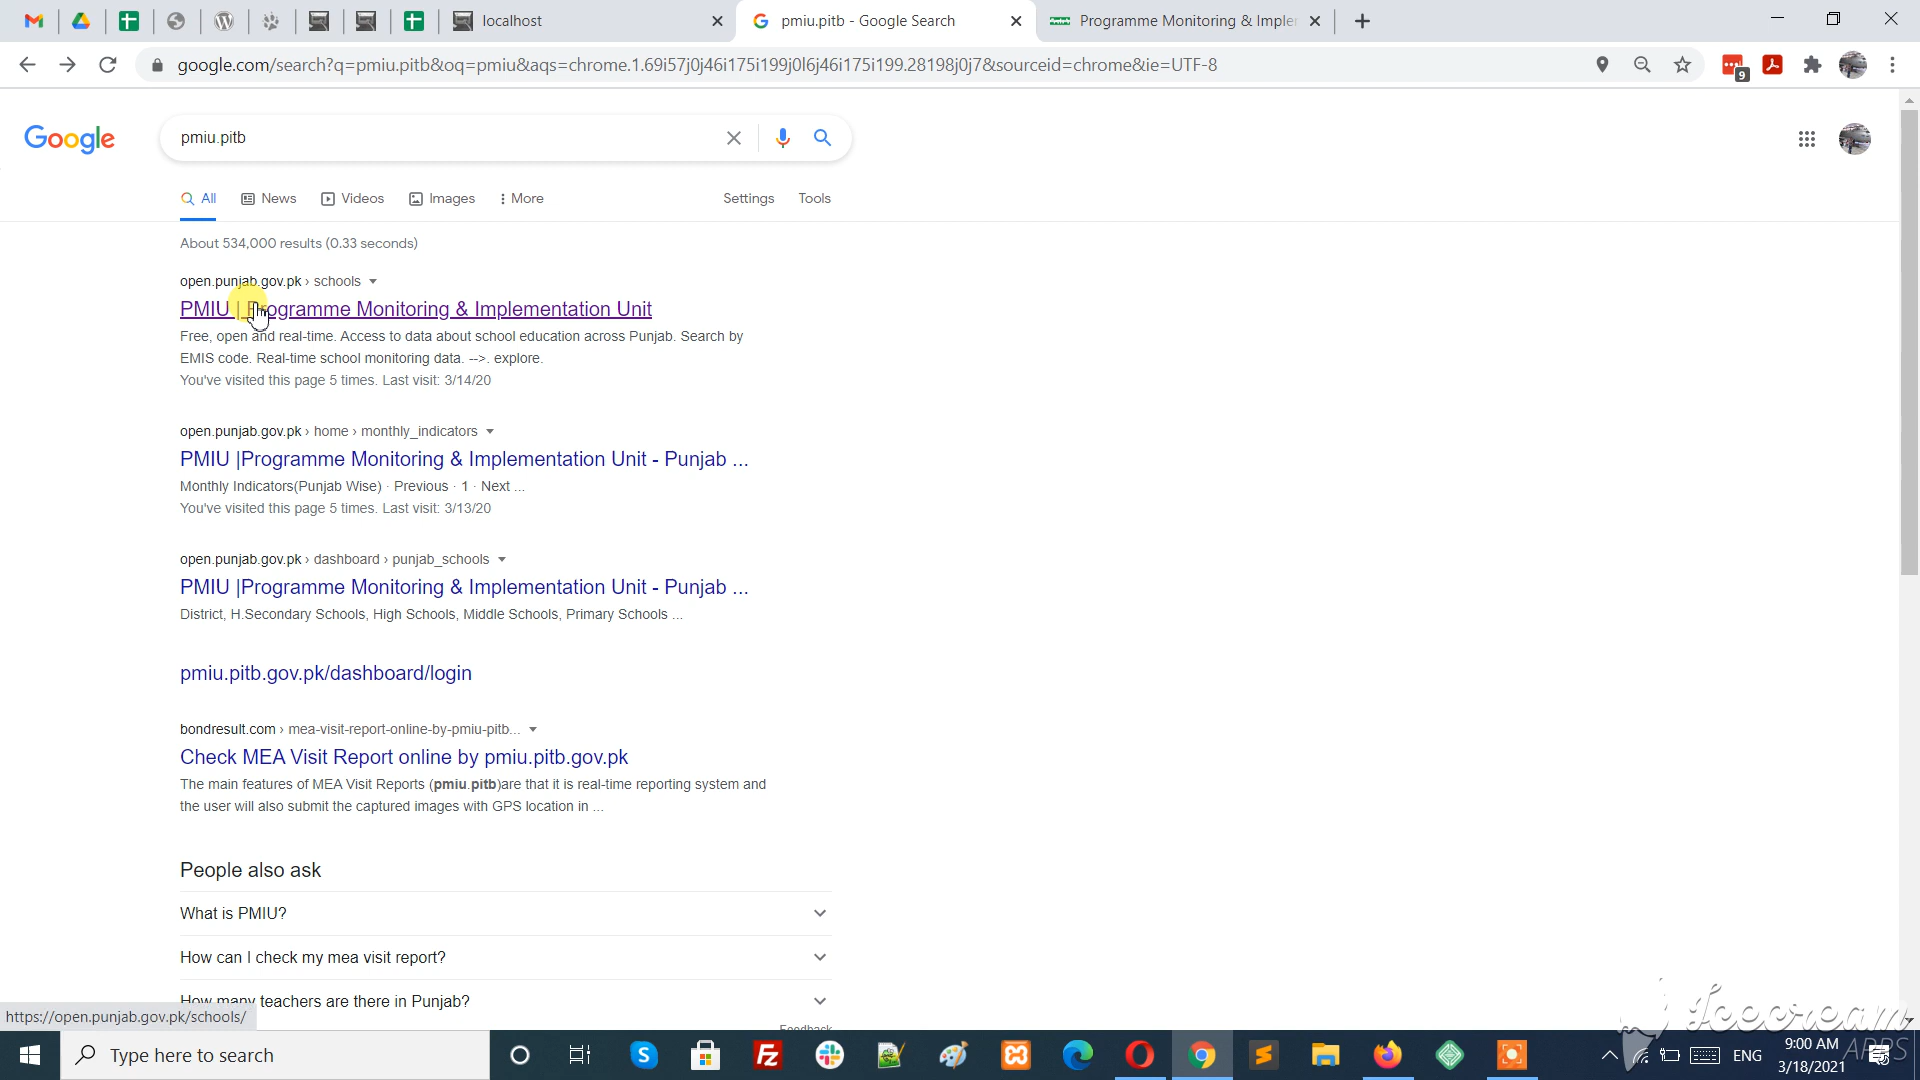 localhost
pmiu.pitb - Google Search
Programme Monitoring & Impler
google.com/search?q=pmiu.pitb&oq=pmiu&aqs=chrome.1.69i57j0j46i175i199j0l6j46i175i199.28198j0j7&sourceid=chrome&ie=UTF-8
9
Google
pmiu.pitb
All
News
Videos
Images
More
Settings
Tools
About 534,000 results (0.33 seconds)
open.punjab.gov.pk › schools
PMIU | Programme Monitoring & Implementation Unit
Free, open and real-time. Access to data about school education across Punjab. Search by
EMIS code. Real-time school monitoring data. -->. explore.
You've visited this page 5 times. Last visit: 3/14/20
open.punjab.gov.pk › home › monthly_indicators
PMIU |Programme Monitoring & Implementation Unit - Punjab ...
Monthly Indicators(Punjab Wise) · Previous · 1 · Next ...
You've visited this page 5 times. Last visit: 3/13/20
open.punjab.gov.pk › dashboard › punjab_schools
PMIU |Programme Monitoring & Implementation Unit - Punjab ...
District, H.Secondary Schools, High Schools, Middle Schools, Primary Schools ...
pmiu.pitb.gov.pk/dashboard/login
bondresult.com › mea-visit-report-online-by-pmiu-pitb...
Check MEA Visit Report online by pmiu.pitb.gov.pk
The main features of MEA Visit Reports (pmiu.pitb)are that it is real-time reporting system and
the user will also submit the captured images with GPS location in ...
People also ask
What is PMIU?
How can I check my mea visit report?
How many teachers are there in Punjab?
Feedback
https://open.punjab.gov.pk/schools/
Icecream
APPS
Type here to search
ENG
9:00 AM
3/18/2021